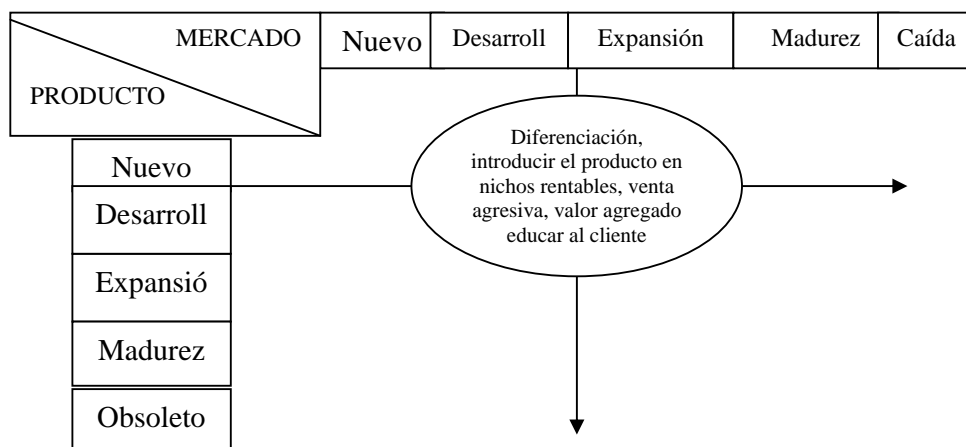 MERCADO
PRODUCTO
Nuevo
Desarroll
Expansión
Madurez
Caída
Diferenciación,
introducir el producto en
nichos rentables, venta
agresiva, valor agregado
educar al cliente
Nuevo
Desarroll
Expansió
Madurez
Obsoleto